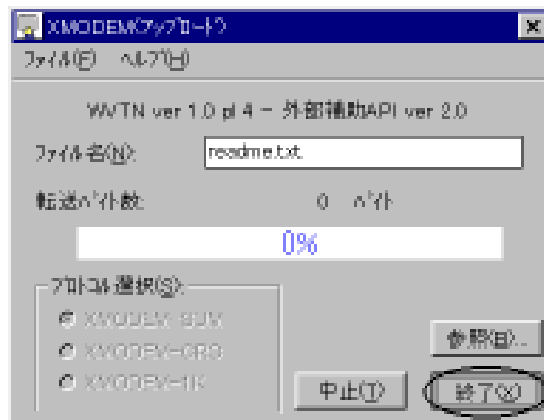 XMODEM(アップロード)
ファイル(F) ヘルプ(H)
WVTN ver 1.0 pl 4 - 外部補助API ver 2.0
ファイル名(N): readme.txt
転送バイト数: 0 バイト
0%
プロトコル選択(S):
XMODEM-SUM
XMODEM-CRC
XMODEM-1K
参照(B)...
中止(T) 終了(X)